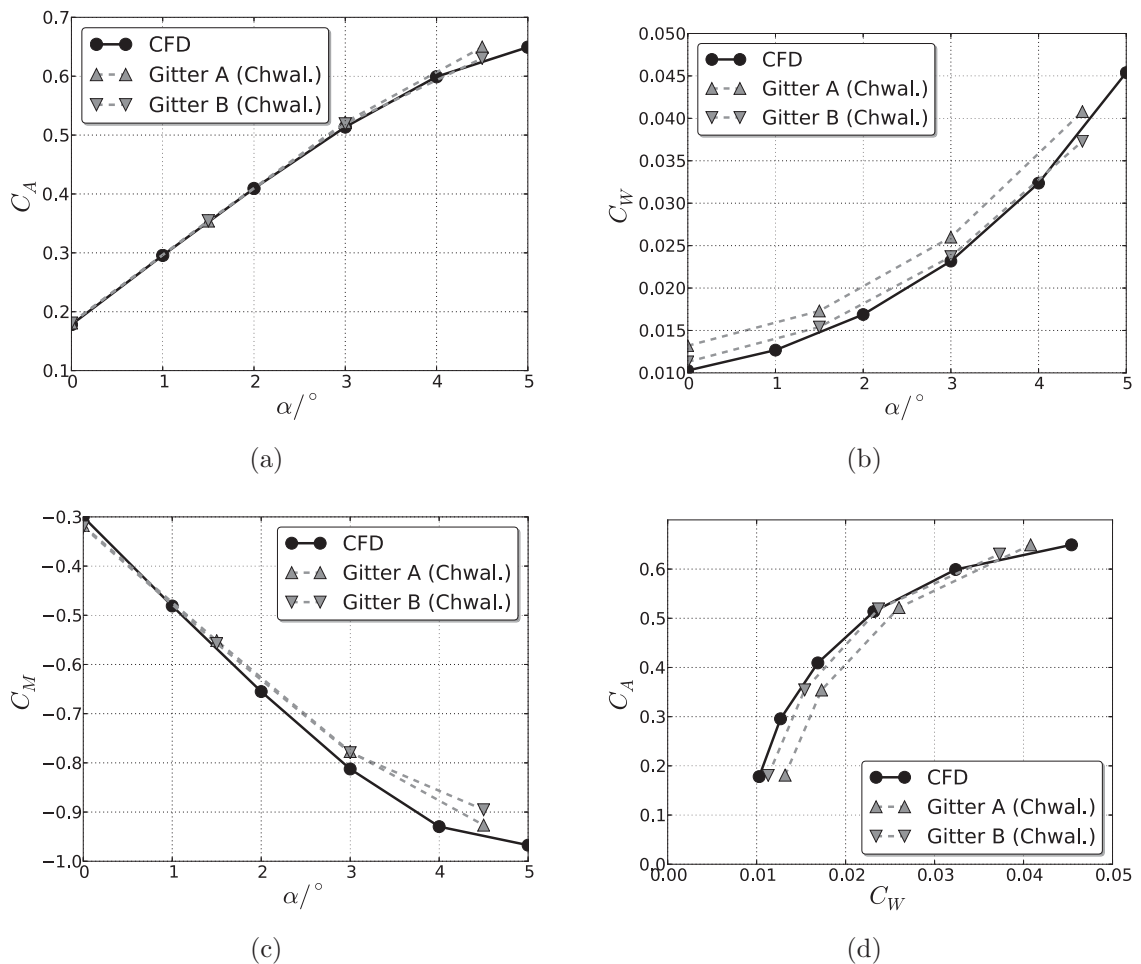 0.7
0.6
0.5
0.4
0.3
0.2
0.1
C_A
CFD
Gitter A (Chwal.)
Gitter B (Chwal.)
0 1 2 3 4 5
α/°
(a)
0.050
0.045
0.040
0.035
0.030
0.025
0.020
0.015
0.010
C_W
CFD
Gitter A (Chwal.)
Gitter B (Chwal.)
0 1 2 3 4 5
α/°
(b)
−0.3
−0.4
−0.5
−0.6
−0.7
−0.8
−0.9
−1.0
C_M
CFD
Gitter A (Chwal.)
Gitter B (Chwal.)
0 1 2 3 4 5
α/°
(c)
0.6
0.5
0.4
0.3
0.2
0.1
0.0
C_A
CFD
Gitter A (Chwal.)
Gitter B (Chwal.)
0.00 0.01 0.02 0.03 0.04 0.05
C_W
(d)